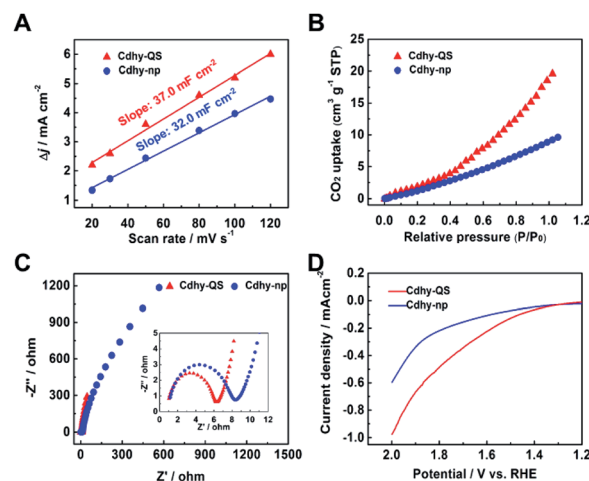 A
Cdhy-QS
Cdhy-np
Slope: 37.0 mF cm-2
Slope: 32.0 mF cm-2
Δj / mA cm-2
6
5
4
3
2
1
20 40 60 80 100 120
Scan rate / mV s-1
B
Cdhy-QS
Cdhy-np
CO2 uptake (cm3 g-1 STP)
25
20
15
10
5
0
0.0 0.2 0.4 0.6 0.8 1.0
Relative pressure (P/P0)
C
Cdhy-QS Cdhy-np
-Z'' / ohm
1200
900
600
300
0
0 300 600 900 1200 1500
Z' / ohm
-Z'' / ohm
5
4
3
2
1
0
0 2 4 6 8 10 12
Z' / ohm
D
Cdhy-QS
Cdhy-np
Current density / mAcm-2
0.0
-0.2
-0.4
-0.6
-0.8
-1.0
2.0 1.8 1.6 1.4 1.2
Potential / V vs. RHE